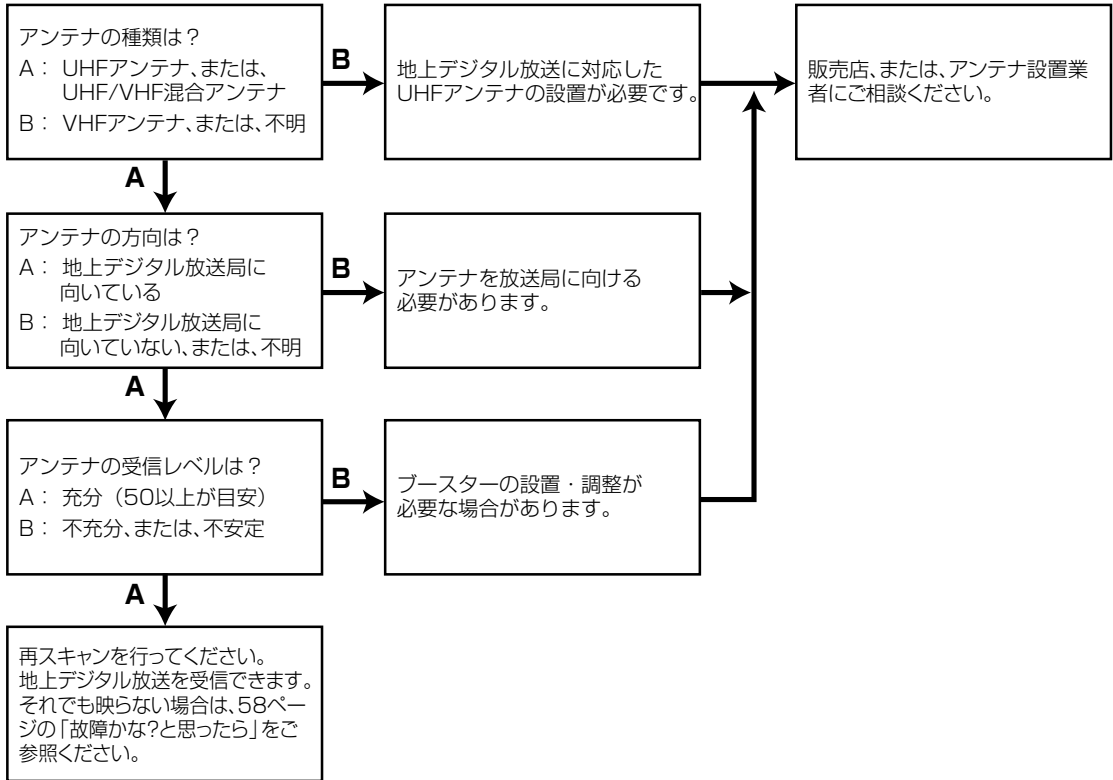 アンテナの種類は？
A： UHFアンテナ、または、
UHF/VHF混合アンテナ
B： VHFアンテナ、または、不明
B
地上デジタル放送に対応した
UHFアンテナの設置が必要です。
販売店、または、アンテナ設置業
者にご相談ください。
A
アンテナの方向は？
A： 地上デジタル放送局に
向いている
B： 地上デジタル放送局に
向いていない、または、不明
B
アンテナを放送局に向ける
必要があります。
A
アンテナの受信レベルは？
A： 充分（50以上が目安）
B： 不充分、または、不安定
B
ブースターの設置・調整が
必要な場合があります。
A
再スキャンを行ってください。
地上デジタル放送を受信できます。
それでも映らない場合は、58ペー
ジの「故障かな?と思ったら」をご
参照ください。